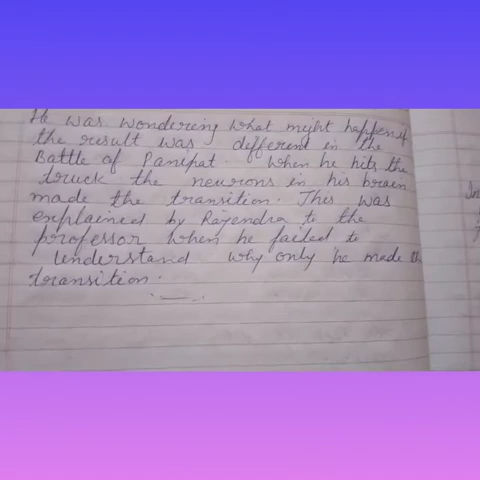 He was wondering what might happen if
the result was different in the
Battle of Panipat. When he hits the
truck the neurons in his brain
made the transition. This was
explained by Rajendra to the
professor when he failed to
understand why only he made th
transition.